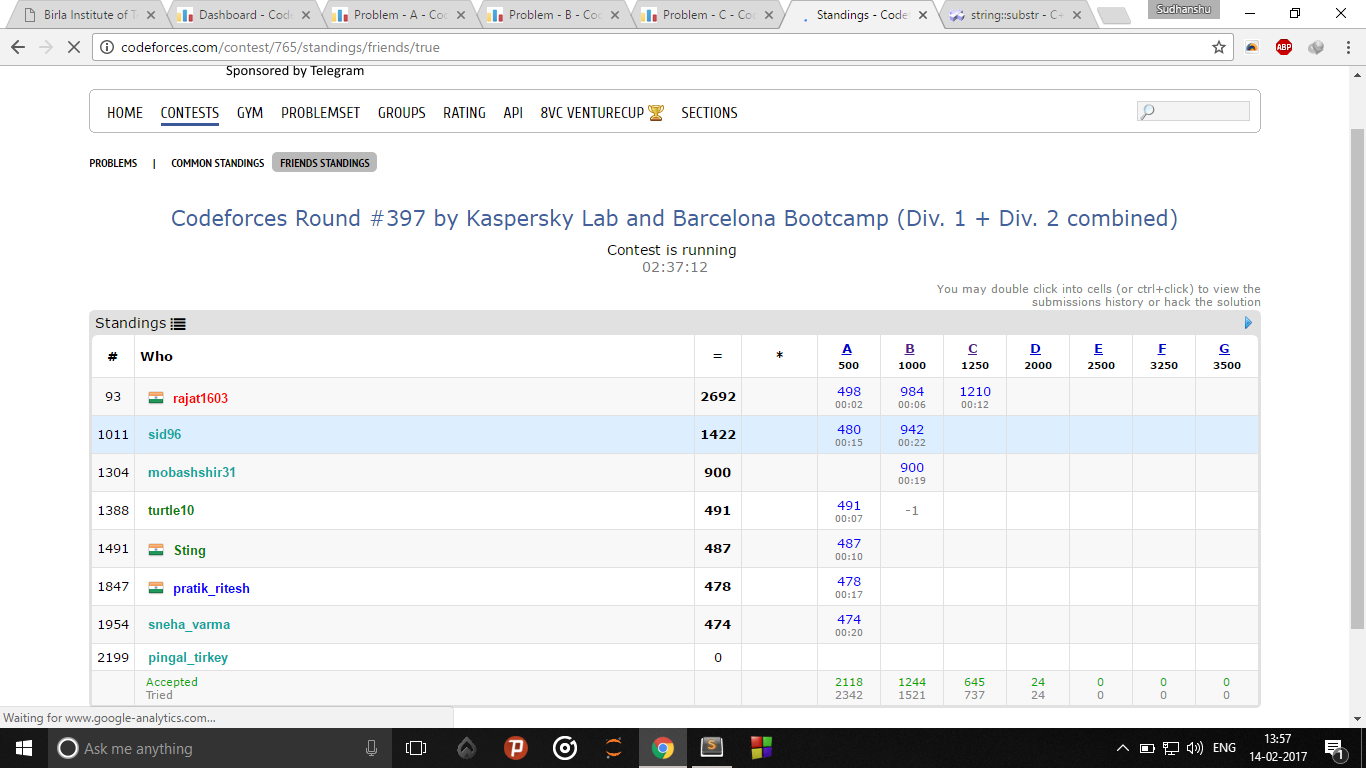 Sudhanshu
Birla Institute of Te
Dashboard - Code
Problem - A - Coo
Problem - B - Coo
Problem - C - Coo
Standings - Codef
string::substr - C+
codeforces.com/contest/765/standings/friends/true
ABP
Sponsored by Telegram
HOME CONTESTS GYM PROBLEMSET GROUPS RATING API 8VC VENTURECUP SECTIONS
PROBLEMS | COMMON STANDINGS FRIENDS STANDINGS
Codeforces Round #397 by Kaspersky Lab and Barcelona Bootcamp (Div. 1 + Div. 2 combined)
Contest is running
02:37:12
You may double click into cells (or ctrl+click) to view the
submissions history or hack the solution
Standings
# Who = * A B C D E F G
500 1000 1250 2000 2500 3250 3500
93 rajat1603 2692 498 984 1210
00:02 00:06 00:12
1011 sid96 1422 480 942
00:15 00:22
1304 mobashshir31 900 900
00:19
1388 turtle10 491 491 -1
00:07
1491 Sting 487 487
00:10
1847 pratik_ritesh 478 478
00:17
1954 sneha_varma 474 474
00:20
2199 pingal_tirkey 0
Accepted 2118 1244 645 24 0 0 0
Tried 2342 1521 737 24 0 0 0
Waiting for www.google-analytics.com...
Ask me anything
ENG
13:57
14-02-2017
1